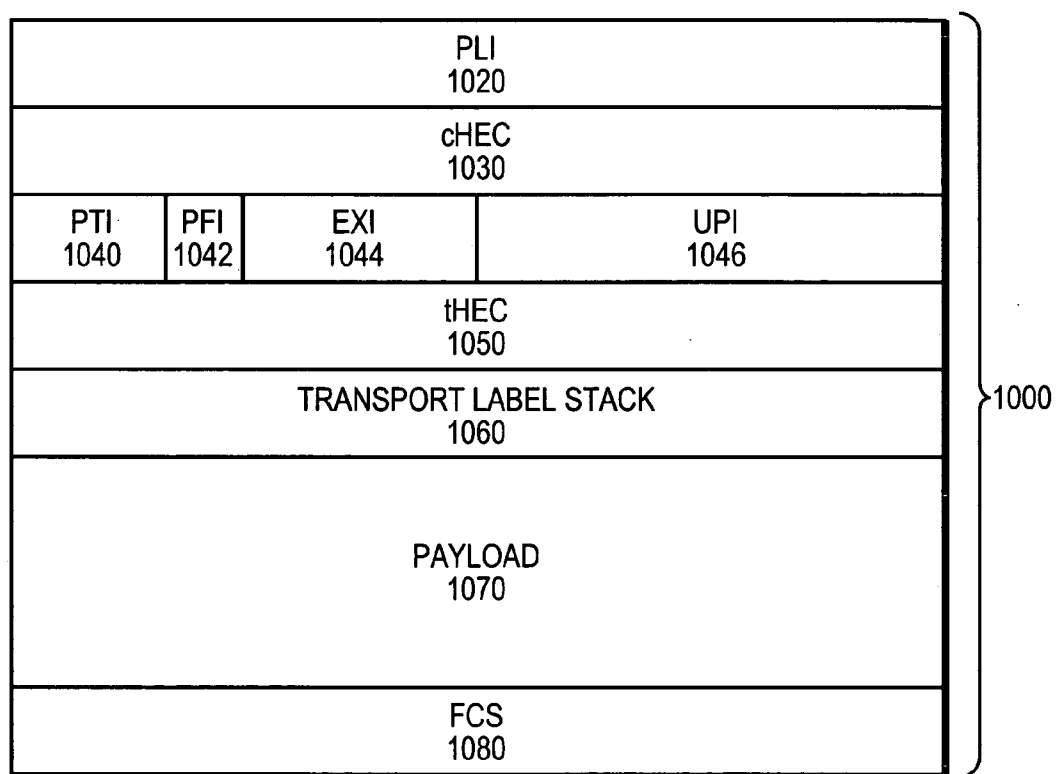 PLI
1020
cHEC
1030
PTI PFI EXI UPI
1040 1042 1044 1046
tHEC
1050
TRANSPORT LABEL STACK
1060
1000
PAYLOAD
1070
FCS
1080